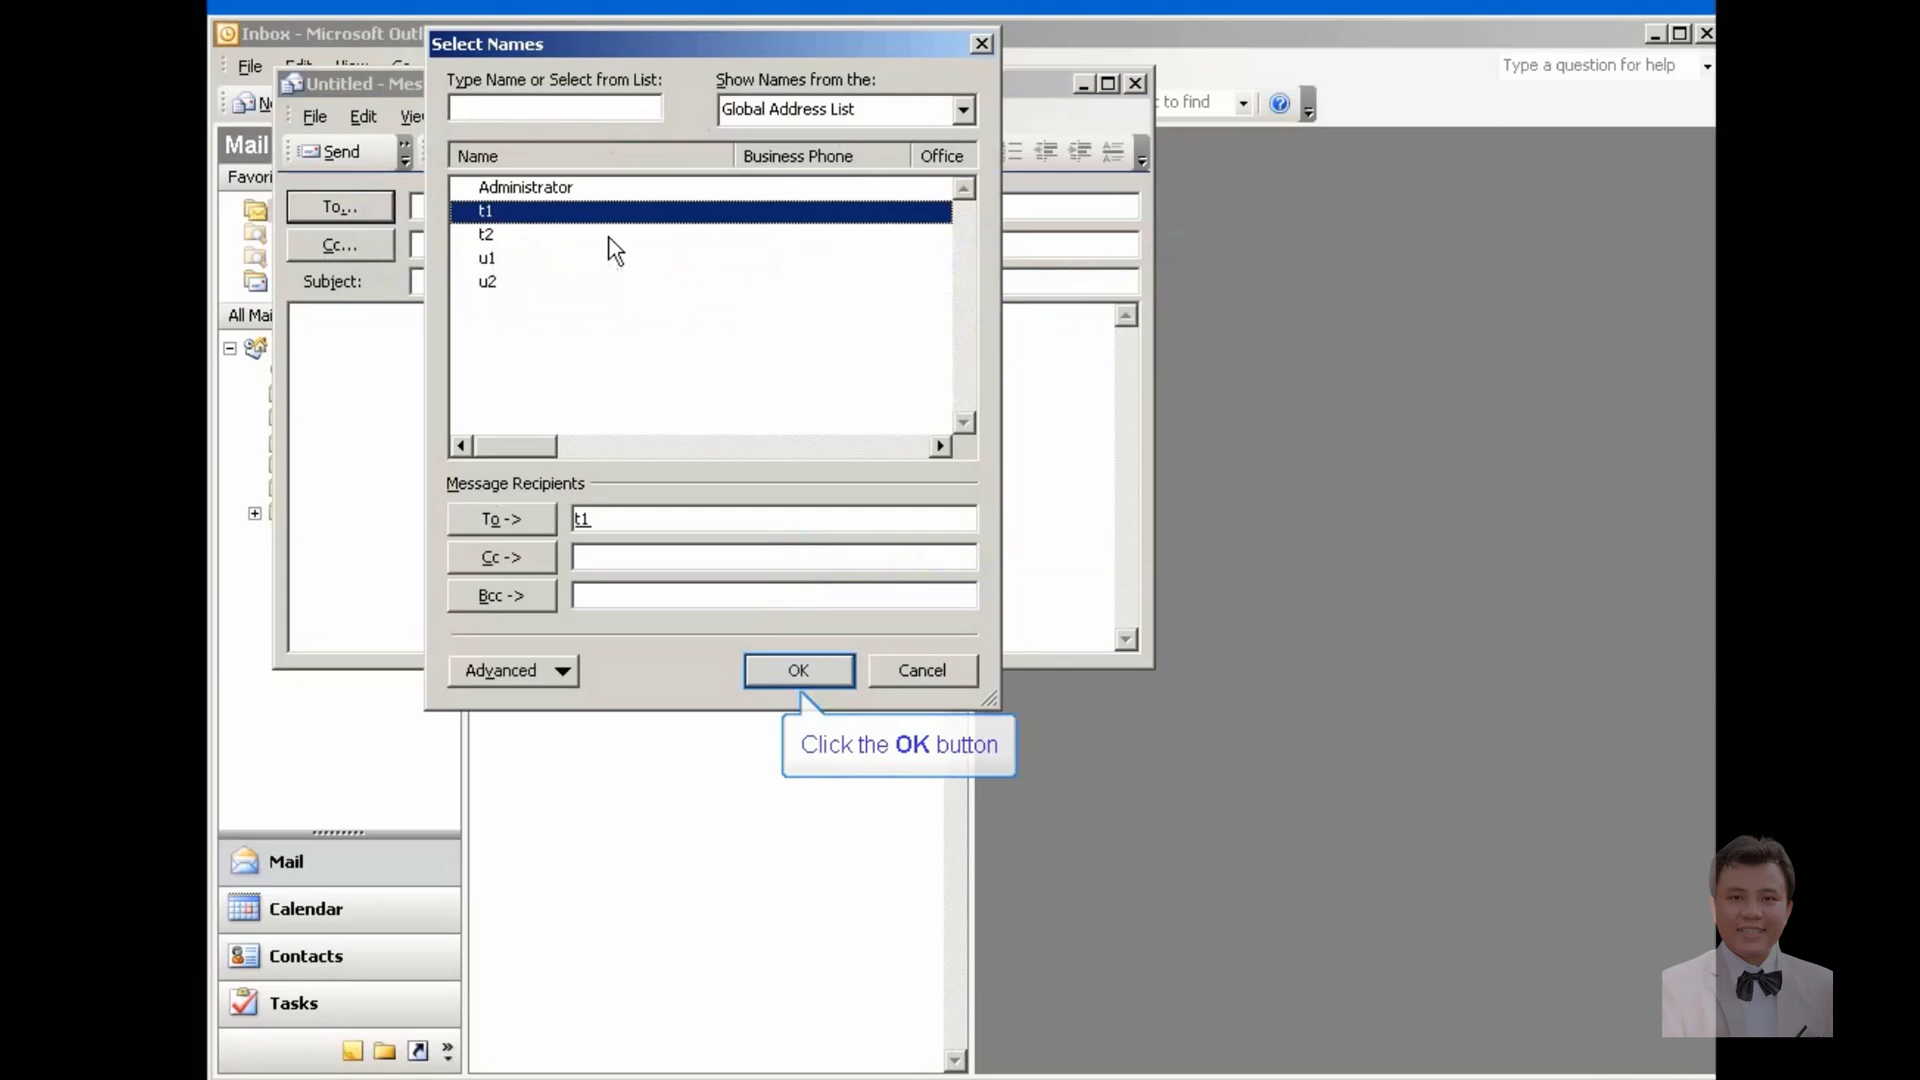 Inbox - Microsoft Outl
Select Names
File Edit View Go
Type a question for help
Untitled - Mes
Type Name or Select from List:
Show Names from the:
Global Address List
File Edit Vie
t to find
Mail
Send
Name
Business Phone
Office
Favori
To...
Cc...
Subject:
Administrator
t1
t2
u1
u2
All Mai
Message Recipients
To ->
t1
Cc ->
Bcc ->
Advanced
OK
Cancel
Click the OK button
Mail
Calendar
Contacts
Tasks